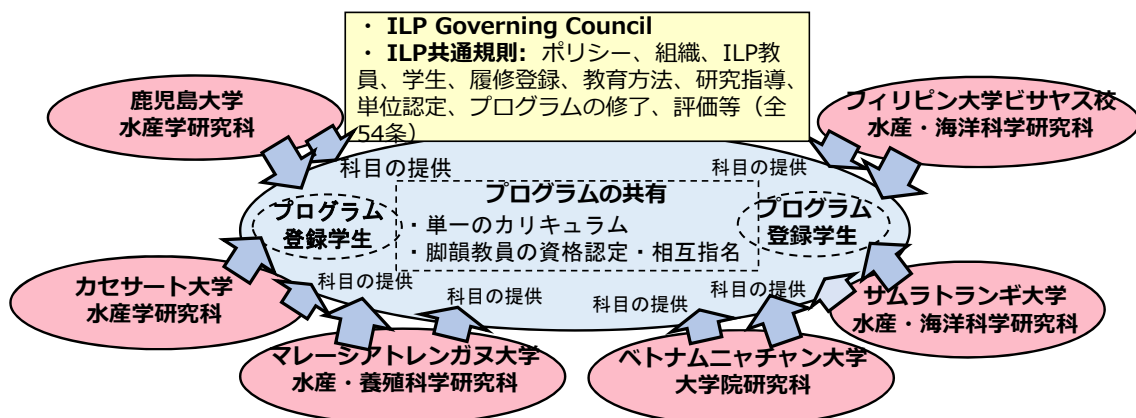 ・ ILP Governing Council
・ ILP共通規則: ポリシー、組織、ILP教
員、学生、履修登録、教育方法、研究指導、
単位認定、プログラムの修了、評価等（全
54条）
鹿児島大学
水産学研究科
フィリピン大学ビサヤス校
水産・海洋科学研究科
科目の提供
科目の提供
プログラムの共有
・単一のカリキュラム
・脚韻教員の資格認定・相互指名
プログラム
登録学生
プログラム
登録学生
カセサート大学
水産学研究科
科目の提供
科目の提供
科目の提供
科目の提供
サムラトランギ大学
水産・海洋科学研究科
マレーシアトレンガヌ大学
水産・養殖科学研究科
ベトナムニャチャン大学
大学院研究科